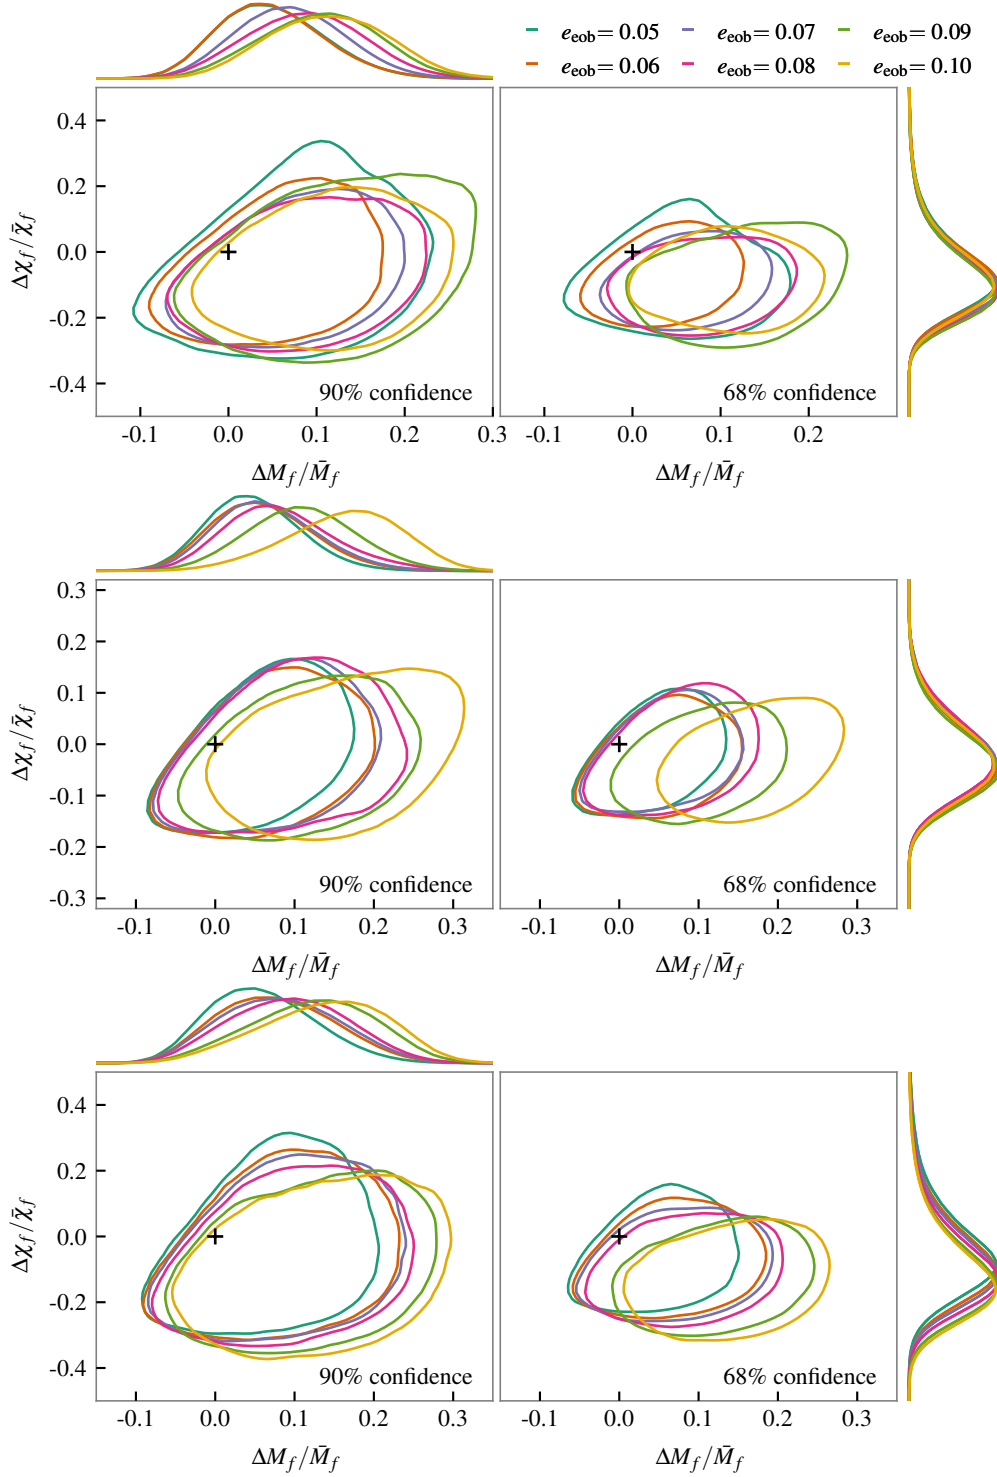 e_eob = 0.05 e_eob = 0.07 e_eob = 0.09
e_eob = 0.06 e_eob = 0.08 e_eob = 0.10
Δχ_f/χ̄_f
0.4
0.2
0.0
-0.2
-0.4
90% confidence
68% confidence
-0.1 0.0 0.1 0.2 0.3
-0.1 0.0 0.1 0.2
ΔM_f/M̄_f
ΔM_f/M̄_f
Δχ_f/χ̄_f
0.3
0.2
0.1
0.0
-0.1
-0.2
-0.3
90% confidence
68% confidence
-0.1 0.0 0.1 0.2 0.3
-0.1 0.0 0.1 0.2 0.3
ΔM_f/M̄_f
ΔM_f/M̄_f
Δχ_f/χ̄_f
0.4
0.2
0.0
-0.2
-0.4
90% confidence
68% confidence
-0.1 0.0 0.1 0.2 0.3
-0.1 0.0 0.1 0.2 0.3
ΔM_f/M̄_f
ΔM_f/M̄_f